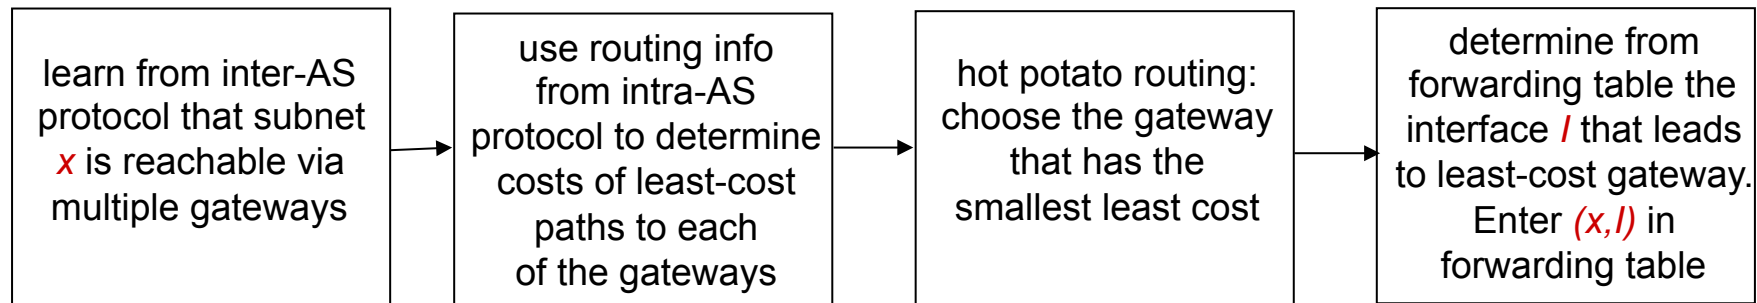 learn from inter-AS
protocol that subnet
x is reachable via
multiple gateways
use routing info
from intra-AS
protocol to determine
costs of least-cost
paths to each
of the gateways
hot potato routing:
choose the gateway
that has the
smallest least cost
determine from
forwarding table the
interface I that leads
to least-cost gateway.
Enter (x,I) in
forwarding table